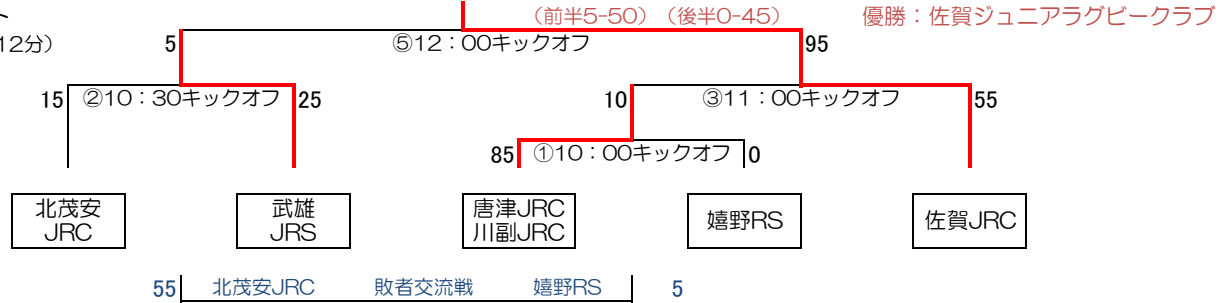 （前半5-50）（後半0-45） 優勝：佐賀ジュニアラグビークラブ
12分） 5 ⑤12：00キックオフ 95
15 ②10：30キックオフ 25 10 ③11：00キックオフ 55
85 ①10：00キックオフ 0
北茂安 武雄 唐津JRC 嬉野RS 佐賀JRC
JRC JRS 川副JRC
55 北茂安JRC 敗者交流戦 嬉野RS 5